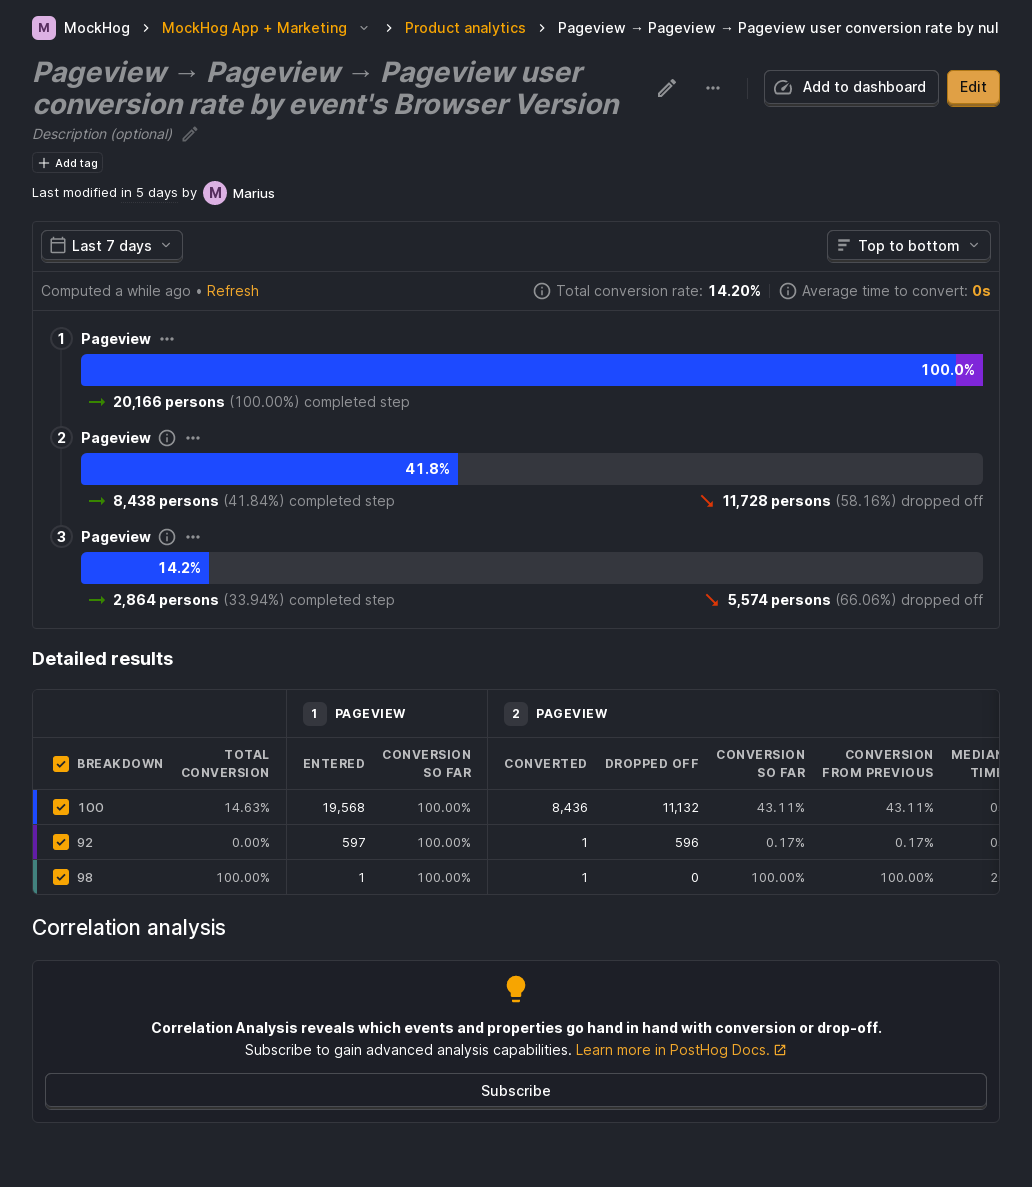 M MockHog > MockHog App + Marketing > Product analytics > Pageview → Pageview → Pageview user conversion rate by nul
Pageview → Pageview → Pageview user
conversion rate by event's Browser Version
Add to dashboard
Edit
Description (optional)
Add tag
Last modified in 5 days by M Marius
Last 7 days
Top to bottom
Computed a while ago • Refresh
Total conversion rate: 14.20%
Average time to convert: 0s
1 Pageview
100.0%
20,166 persons (100.00%) completed step
2 Pageview
41.8%
8,438 persons (41.84%) completed step
11,728 persons (58.16%) dropped off
3 Pageview
14.2%
2,864 persons (33.94%) completed step
5,574 persons (66.06%) dropped off
Detailed results
1 PAGEVIEW
2 PAGEVIEW
BREAKDOWN
TOTAL
CONVERSION
ENTERED
CONVERSION
SO FAR
CONVERTED
DROPPED OFF
CONVERSION
SO FAR
CONVERSION
FROM PREVIOUS
MEDIAN
TIM
100 14.63% 19,568 100.00% 8,436 11,132 43.11% 43.11% 0
92 0.00% 597 100.00% 1 596 0.17% 0.17% 0
98 100.00% 1 100.00% 1 0 100.00% 100.00% 2
Correlation analysis
Correlation Analysis reveals which events and properties go hand in hand with conversion or drop-off.
Subscribe to gain advanced analysis capabilities. Learn more in PostHog Docs.
Subscribe